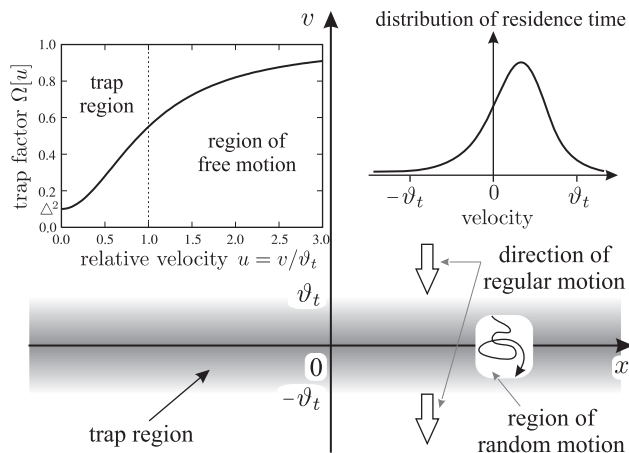 v
distribution of residence time
trap factor Ω[u]
1.0
0.8
0.6
0.4
0.2
△²
0.0
trap
region
region of
free motion
0.0
0.5
1.0
1.5
2.0
2.5
3.0
relative velocity u = v/ϑt
−ϑt
0
ϑt
velocity
direction of
regular motion
ϑt
0
x
−ϑt
trap region
region of
random motion